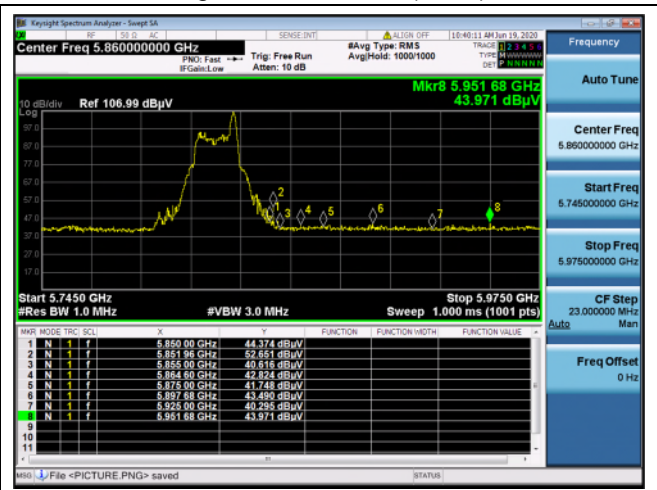 Keysight Spectrum Analyzer - Swept SA
RF 50 Ω AC SENSE:INT ALIGN OFF 10:40:11 AM Jun 19, 2020
Center Freq 5.860000000 GHz #Avg Type: RMS TRACE 1 2 3 4 5 6
PNO: Fast Trig: Free Run Avg|Hold: 1000/1000 TYPE M W W W W W
IFGain:Low Atten: 10 dB DET P N N N N N
Mkr8 5.951 68 GHz
43.971 dBµV
10 dB/div Ref 106.99 dBµV
Log
97.0
87.0
77.0
67.0
57.0
47.0
37.0
27.0
17.0
1
2
3
4
5
6
7
8
Start 5.7450 GHz Stop 5.9750 GHz
#Res BW 1.0 MHz #VBW 3.0 MHz Sweep 1.000 ms (1001 pts)
MKR MODE TRC SCL X Y FUNCTION FUNCTION WIDTH FUNCTION VALUE
1 N 1 f 5.850 00 GHz 44.374 dBµV
2 N 1 f 5.851 96 GHz 52.651 dBµV
3 N 1 f 5.855 00 GHz 40.616 dBµV
4 N 1 f 5.864 60 GHz 42.824 dBµV
5 N 1 f 5.875 00 GHz 41.748 dBµV
6 N 1 f 5.897 68 GHz 43.490 dBµV
7 N 1 f 5.925 00 GHz 40.295 dBµV
8 N 1 f 5.951 68 GHz 43.971 dBµV
9
10
11
MSG File <PICTURE.PNG> saved STATUS
Frequency
Auto Tune
Center Freq
5.860000000 GHz
Start Freq
5.745000000 GHz
Stop Freq
5.975000000 GHz
CF Step
23.000000 MHz
Auto Man
Freq Offset
0 Hz